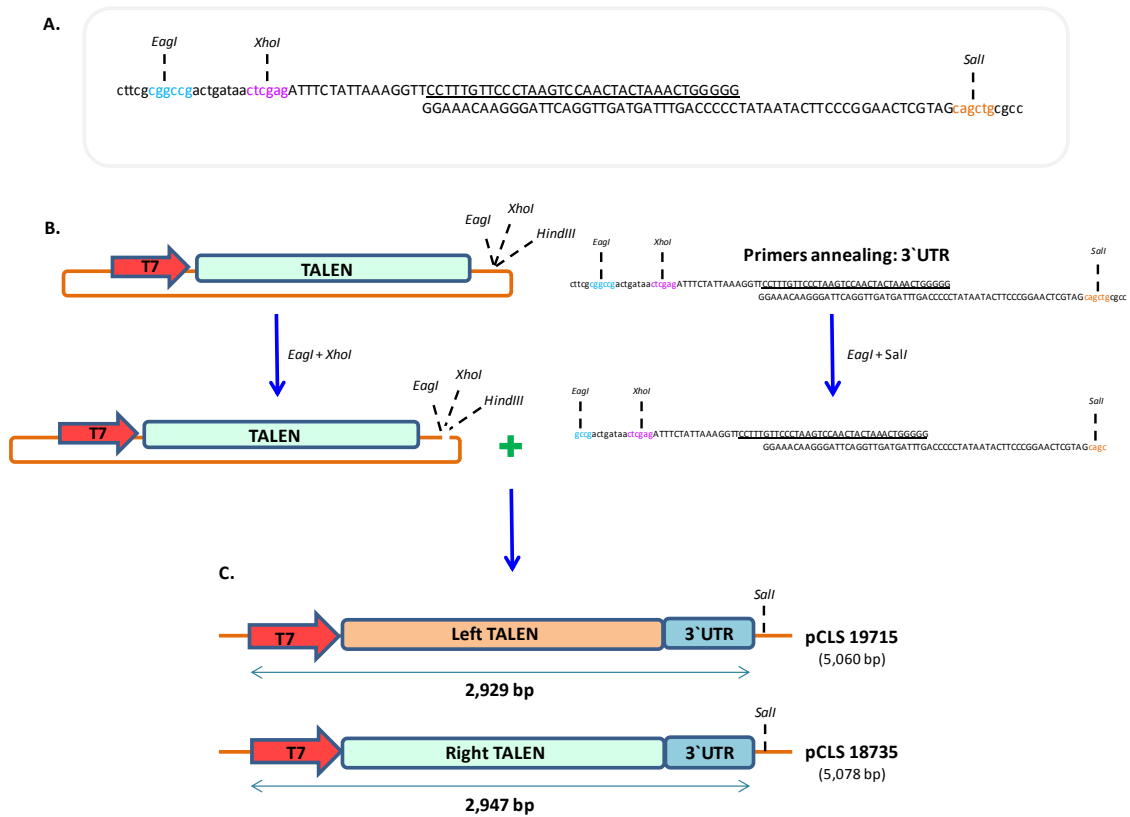 A.
EagI
XhoI
SalI
cttcgcggccgactgataactcgagATTTCTATTAAAGGTTCCTTTGTTCCCTAAGTCCAACTACTAAACTGGGGG
GGAAACAAGGGATTCAGGTTGATGATTTGACCCCCTATAATACTTCCCGGAACTCGTAGcagctgcgcc
B.
EagI
XhoI
HindIII
T7
TALEN
Primers annealing: 3`UTR
EagI
XhoI
SalI
cttcgcggccgactgataactcgagATTTCTATTAAAGGTTCCTTTGTTCCCTAAGTCCAACTACTAAACTGGGGG
GGAAACAAGGGATTCAGGTTGATGATTTGACCCCCTATAATACTTCCCGGAACTCGTAGcagctgcgcc
EagI + XhoI
EagI + SalI
EagI
XhoI
HindIII
T7
TALEN
+
EagI
XhoI
SalI
gccgactgataactcgagATTTCTATTAAAGGTTCCTTTGTTCCCTAAGTCCAACTACTAAACTGGGGG
GGAAACAAGGGATTCAGGTTGATGATTTGACCCCCTATAATACTTCCCGGAACTCGTAGcagc
C.
SalI
T7
Left TALEN
3`UTR
pCLS 19715
(5,060 bp)
2,929 bp
SalI
T7
Right TALEN
3`UTR
pCLS 18735
(5,078 bp)
2,947 bp